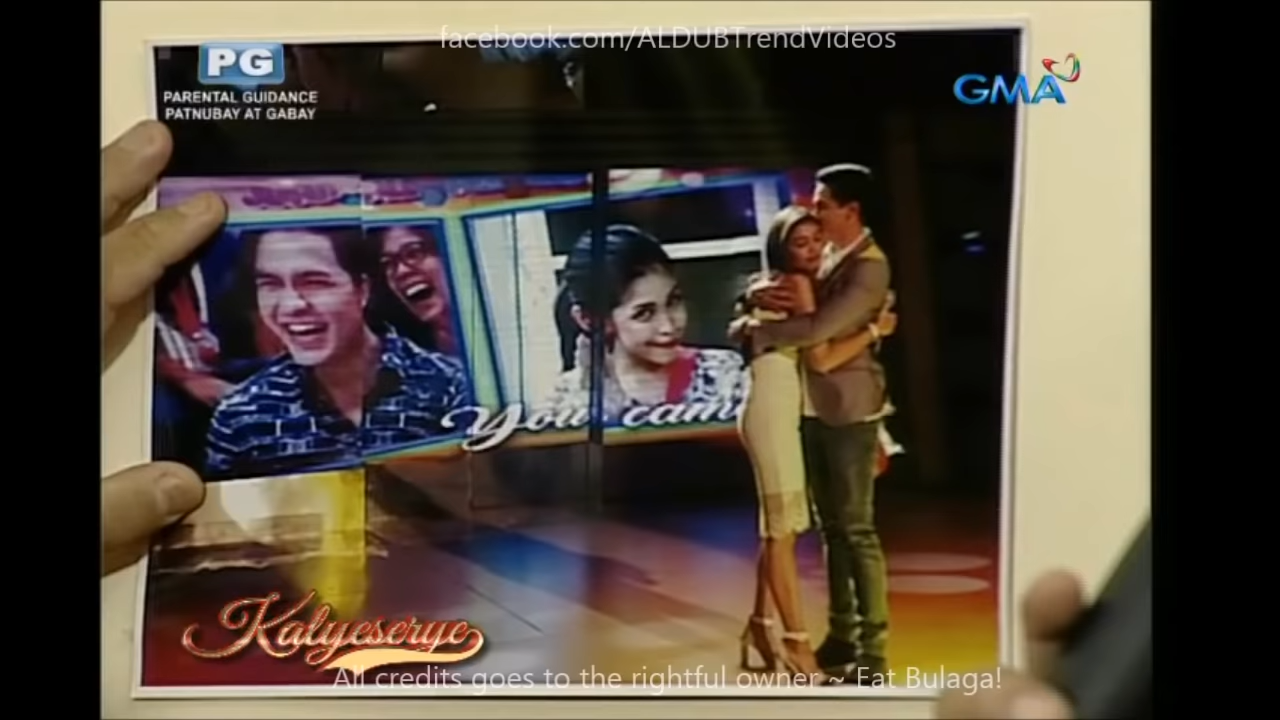 facebook.com/ALDUBTrendVideos
PG
PARENTAL GUIDANCE
PATNUBAY AT GABAY
GMA
You cam
Kalyeserye
All credits goes to the rightful owner ~ Eat Bulaga!